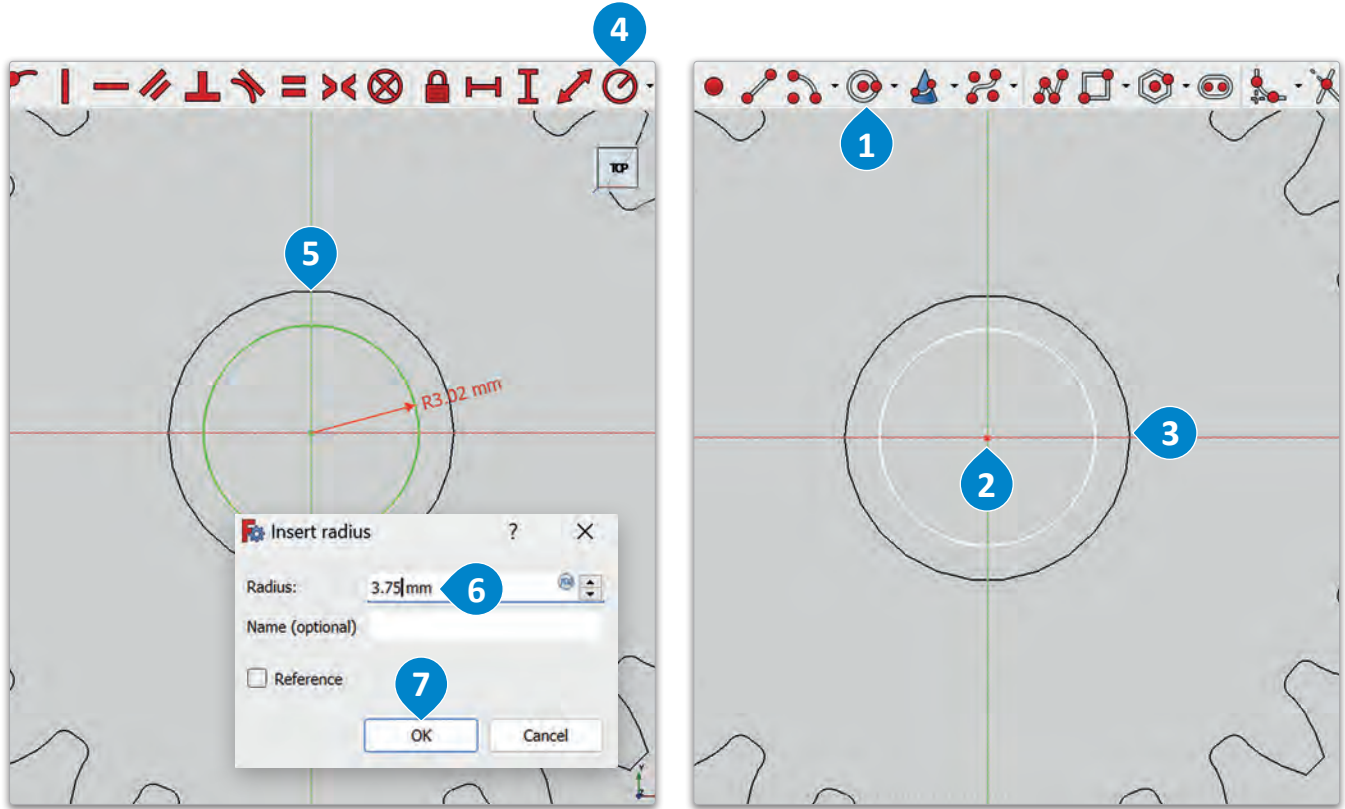 4
TOP
5
R3.02 mm
Insert radius ? X
Radius: 3.75 mm
6
Name (optional)
Reference
7
OK Cancel
1
3
2